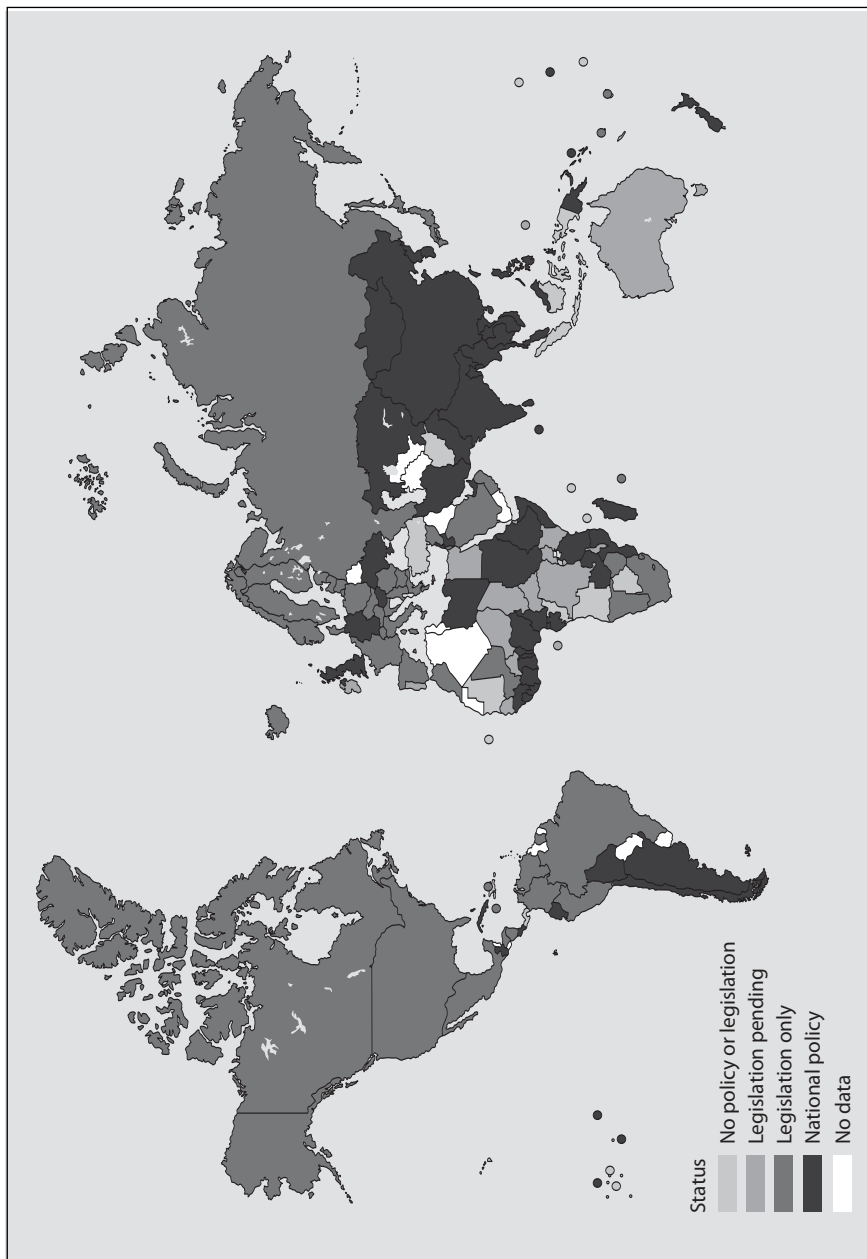 Status
No policy or legislation
Legislation pending
Legislation only
National policy
No data